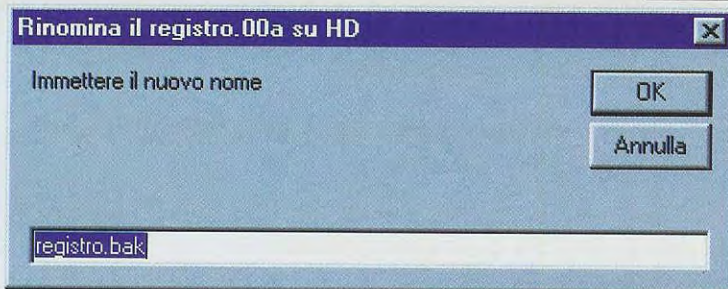 Rinomina il registro.00a su HD
Immettere il nuovo nome
OK
Annulla
registro.bak